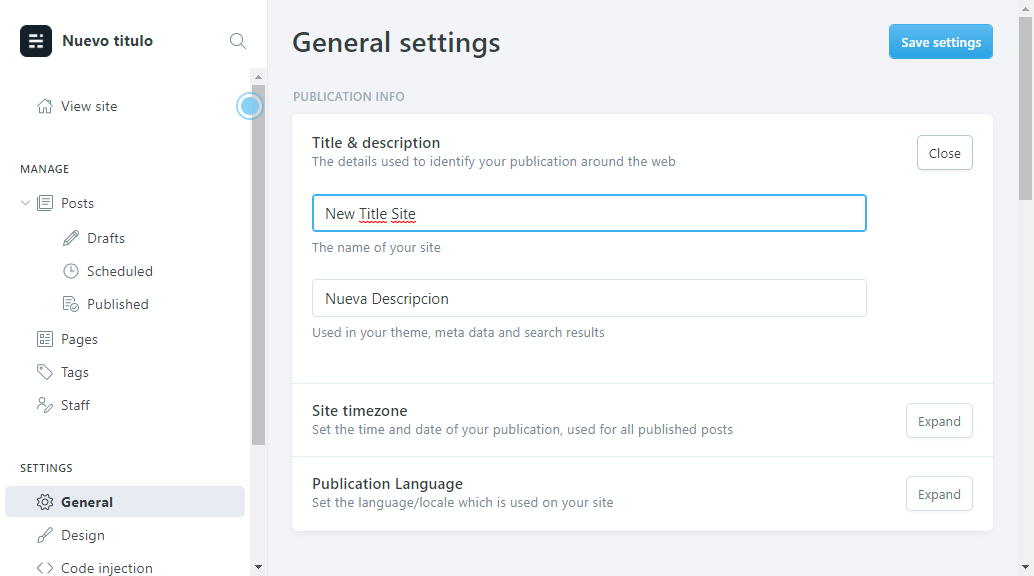 Nuevo titulo
View site
MANAGE
Posts
Drafts
Scheduled
Published
Pages
Tags
Staff
SETTINGS
General
Design
Code injection
General settings
Save settings
PUBLICATION INFO
Title & description
The details used to identify your publication around the web
Close
New Title Site
The name of your site
Nueva Descripcion
Used in your theme, meta data and search results
Site timezone
Set the time and date of your publication, used for all published posts
Expand
Publication Language
Set the language/locale which is used on your site
Expand